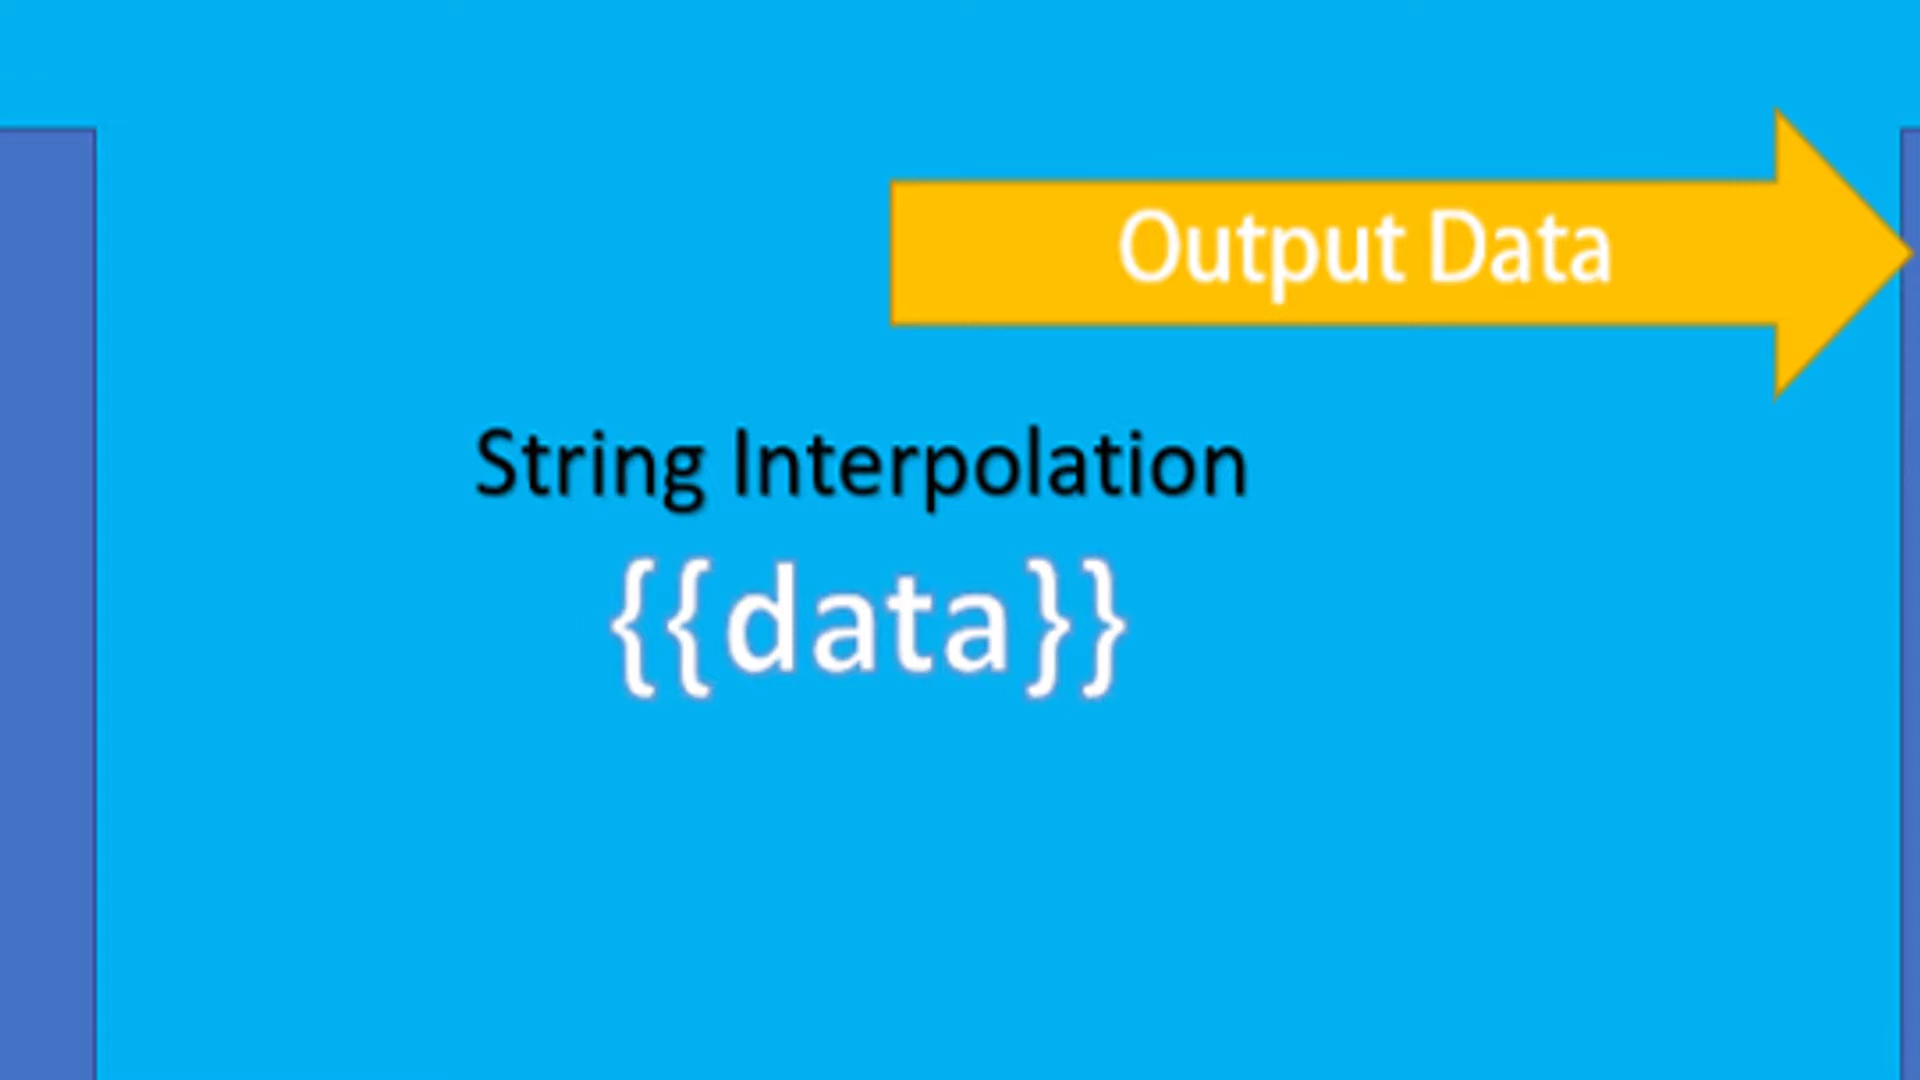 Output Data
String Interpolation
{{data}}